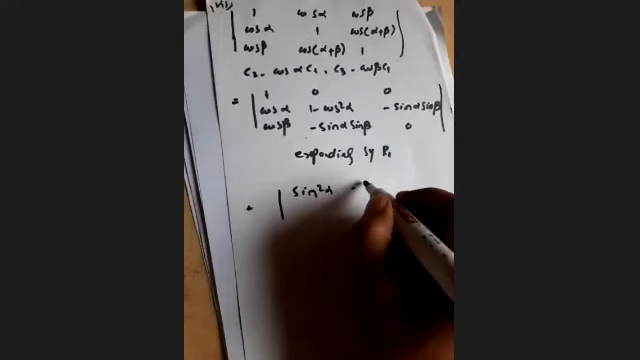 (vii)
| 1 cos α cos β |
| cos α 1 cos(α+β) |
| cos β cos(α+β) 1 |
C₂ - cos α C₁, C₃ - cos β C₁
= | 1 0 0 |
| cos α 1 - cos²α - sin α sin β |
| cos β - sin α sin β 0 |
expanding by R₁
= | sin²α -